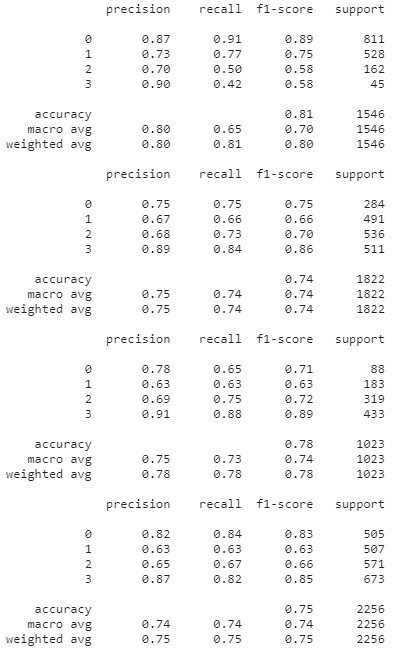 precision recall f1-score support
0 0.87 0.91 0.89 811
1 0.73 0.77 0.75 528
2 0.70 0.50 0.58 162
3 0.90 0.42 0.58 45
accuracy 0.81 1546
macro avg 0.80 0.65 0.70 1546
weighted avg 0.80 0.81 0.80 1546
precision recall f1-score support
0 0.75 0.75 0.75 284
1 0.67 0.66 0.66 491
2 0.68 0.73 0.70 536
3 0.89 0.84 0.86 511
accuracy 0.74 1822
macro avg 0.75 0.74 0.74 1822
weighted avg 0.75 0.74 0.74 1822
precision recall f1-score support
0 0.78 0.65 0.71 88
1 0.63 0.63 0.63 183
2 0.69 0.75 0.72 319
3 0.91 0.88 0.89 433
accuracy 0.78 1023
macro avg 0.75 0.73 0.74 1023
weighted avg 0.78 0.78 0.78 1023
precision recall f1-score support
0 0.82 0.84 0.83 505
1 0.63 0.63 0.63 507
2 0.65 0.67 0.66 571
3 0.87 0.82 0.85 673
accuracy 0.75 2256
macro avg 0.74 0.74 0.74 2256
weighted avg 0.75 0.75 0.75 2256